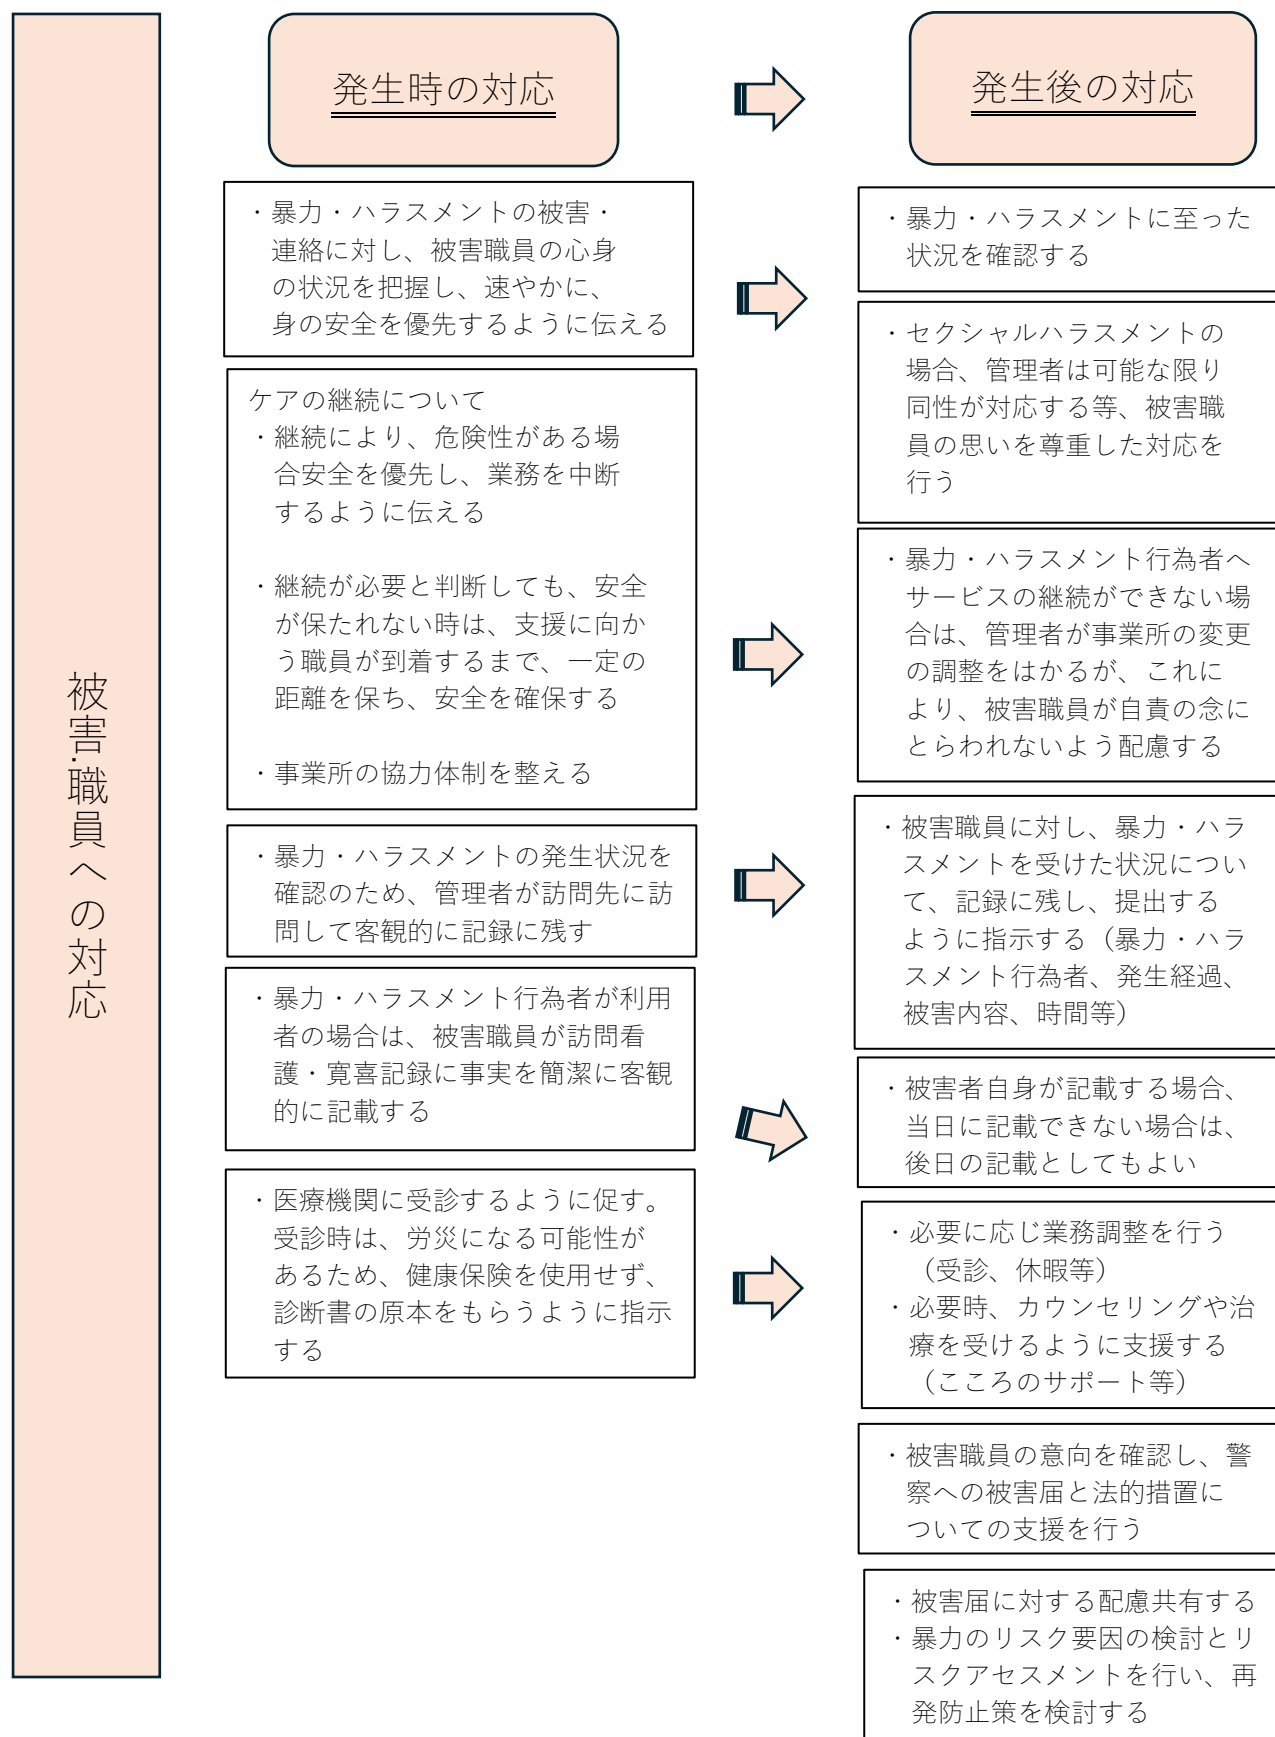 被害.職員への対応
発生時の対応
・暴力・ハラスメントの被害・
連絡に対し、被害職員の心身
の状況を把握し、速やかに、
身の安全を優先するように伝える
ケアの継続について
・継続により、危険性がある場
合安全を優先し、業務を中断
するように伝える
・継続が必要と判断しても、安全
が保たれない時は、支援に向か
う職員が到着するまで、一定の
距離を保ち、安全を確保する
・事業所の協力体制を整える
・暴力・ハラスメントの発生状況を
確認のため、管理者が訪問先に訪
問して客観的に記録に残す
・暴力・ハラスメント行為者が利用
者の場合は、被害職員が訪問看
護・寛喜記録に事実を簡潔に客観
的に記載する
・医療機関に受診するように促す。
受診時は、労災になる可能性が
あるため、健康保険を使用せず、
診断書の原本をもらうように指示
する
発生後の対応
・暴力・ハラスメントに至った
状況を確認する
・セクシャルハラスメントの
場合、管理者は可能な限り
同性が対応する等、被害職
員の思いを尊重した対応を
行う
・暴力・ハラスメント行為者へ
サービスの継続ができない場
合は、管理者が事業所の変更
の調整をはかるが、これに
より、被害職員が自責の念に
とらわれないよう配慮する
・被害職員に対し、暴力・ハラ
スメントを受けた状況につい
て、記録に残し、提出する
ように指示する（暴力・ハラ
スメント行為者、発生経過、
被害内容、時間等）
・被害者自身が記載する場合、
当日に記載できない場合は、
後日の記載としてもよい
・必要に応じ業務調整を行う
（受診、休暇等）
・必要時、カウンセリングや治
療を受けるように支援する
（こころのサポート等）
・被害職員の意向を確認し、警
察への被害届と法的措置に
ついての支援を行う
・被害届に対する配慮共有する
・暴力のリスク要因の検討とリ
スクアセスメントを行い、再
発防止策を検討する